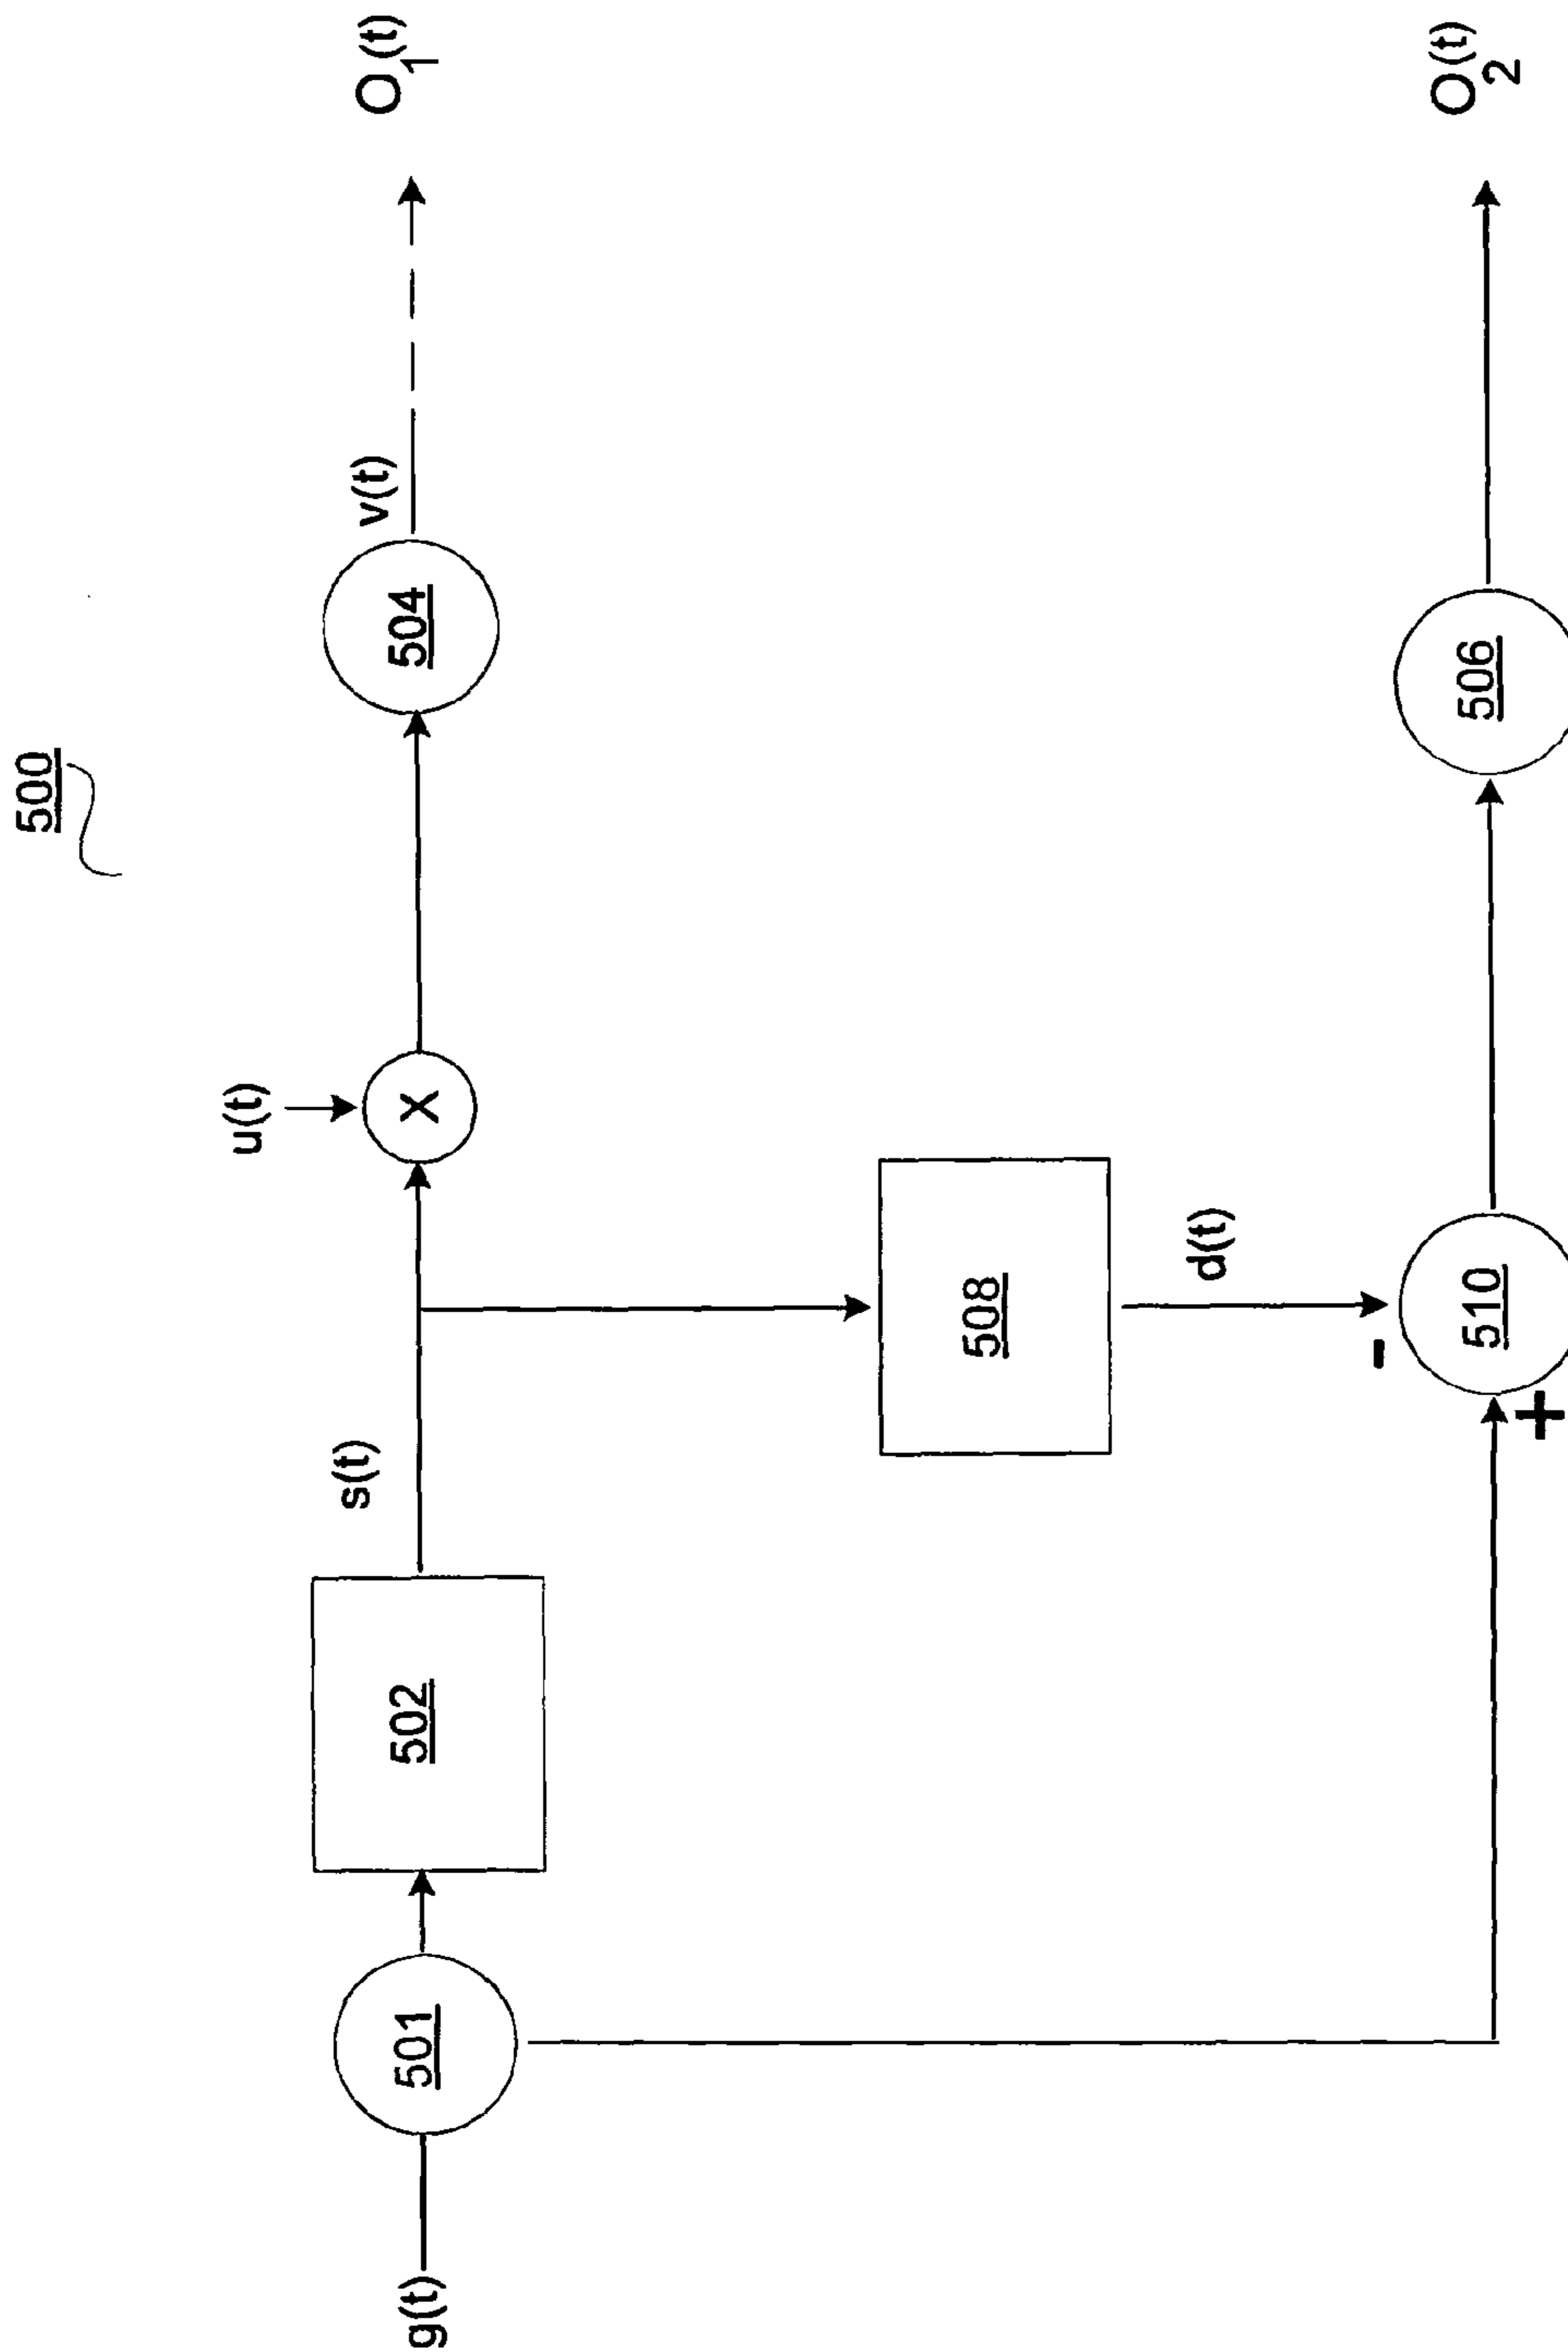 500
u(t)
v(t)
O1(t)
s(t)
X
504
g(t)
501
502
508
d(t)
-
+
510
506
O2(t)